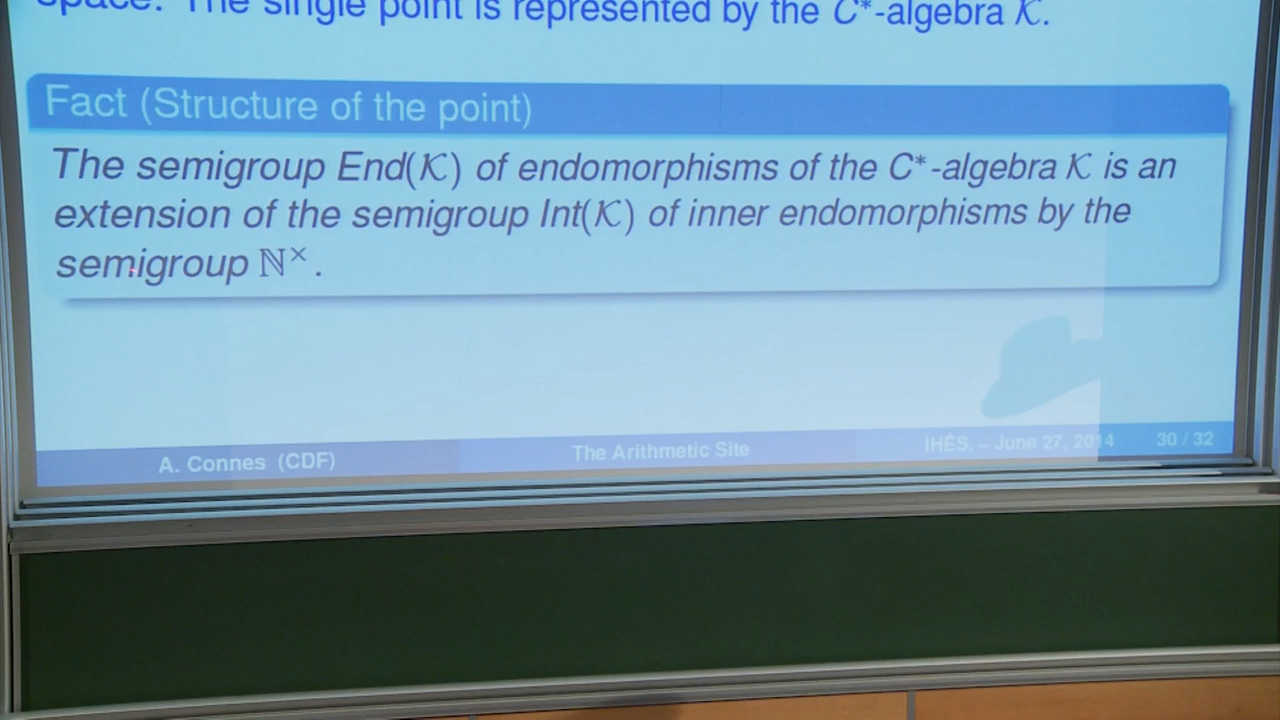 space. The single point is represented by the C*-algebra 𝒦.
Fact (Structure of the point)
The semigroup End(𝒦) of endomorphisms of the C*-algebra 𝒦 is an
extension of the semigroup Int(𝒦) of inner endomorphisms by the
semigroup ℕ×.
A. Connes (CDF)
The Arithmetic Site
IHÉS. – June 27, 2014
30 / 32